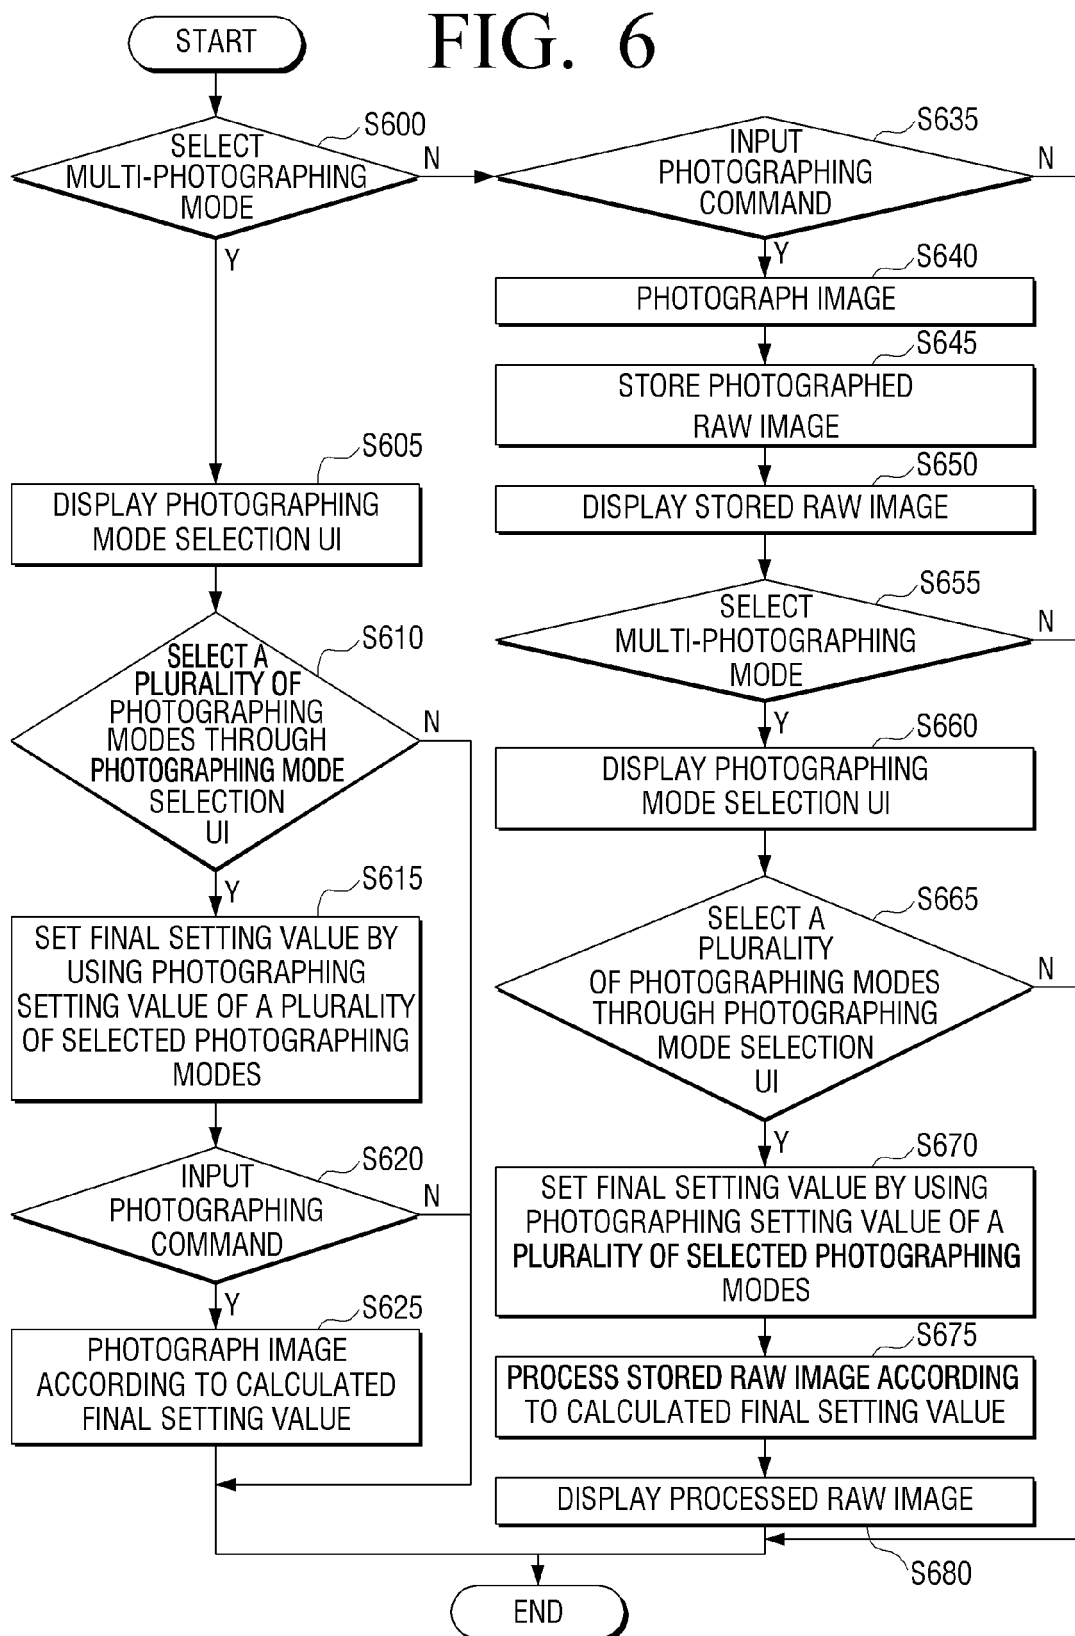 FIG. 6
START
S600
SELECT
MULTI-PHOTOGRAPHING
MODE
N
Y
S605
DISPLAY PHOTOGRAPHING
MODE SELECTION UI
S610
SELECT A
PLURALITY OF
PHOTOGRAPHING
MODES THROUGH
PHOTOGRAPHING MODE
SELECTION
UI
N
Y
S615
SET FINAL SETTING VALUE BY
USING PHOTOGRAPHING
SETTING VALUE OF A PLURALITY
OF SELECTED PHOTOGRAPHING
MODES
S620
INPUT
PHOTOGRAPHING
COMMAND
N
Y
S625
PHOTOGRAPH IMAGE
ACCORDING TO CALCULATED
FINAL SETTING VALUE
S635
INPUT
PHOTOGRAPHING
COMMAND
N
Y
S640
PHOTOGRAPH IMAGE
S645
STORE PHOTOGRAPHED
RAW IMAGE
S650
DISPLAY STORED RAW IMAGE
S655
SELECT
MULTI-PHOTOGRAPHING
MODE
N
Y
S660
DISPLAY PHOTOGRAPHING
MODE SELECTION UI
S665
SELECT A
PLURALITY
OF PHOTOGRAPHING MODES
THROUGH PHOTOGRAPHING
MODE SELECTION
UI
N
Y
S670
SET FINAL SETTING VALUE BY USING
PHOTOGRAPHING SETTING VALUE OF A
PLURALITY OF SELECTED PHOTOGRAPHING
MODES
S675
PROCESS STORED RAW IMAGE ACCORDING
TO CALCULATED FINAL SETTING VALUE
DISPLAY PROCESSED RAW IMAGE
S680
END